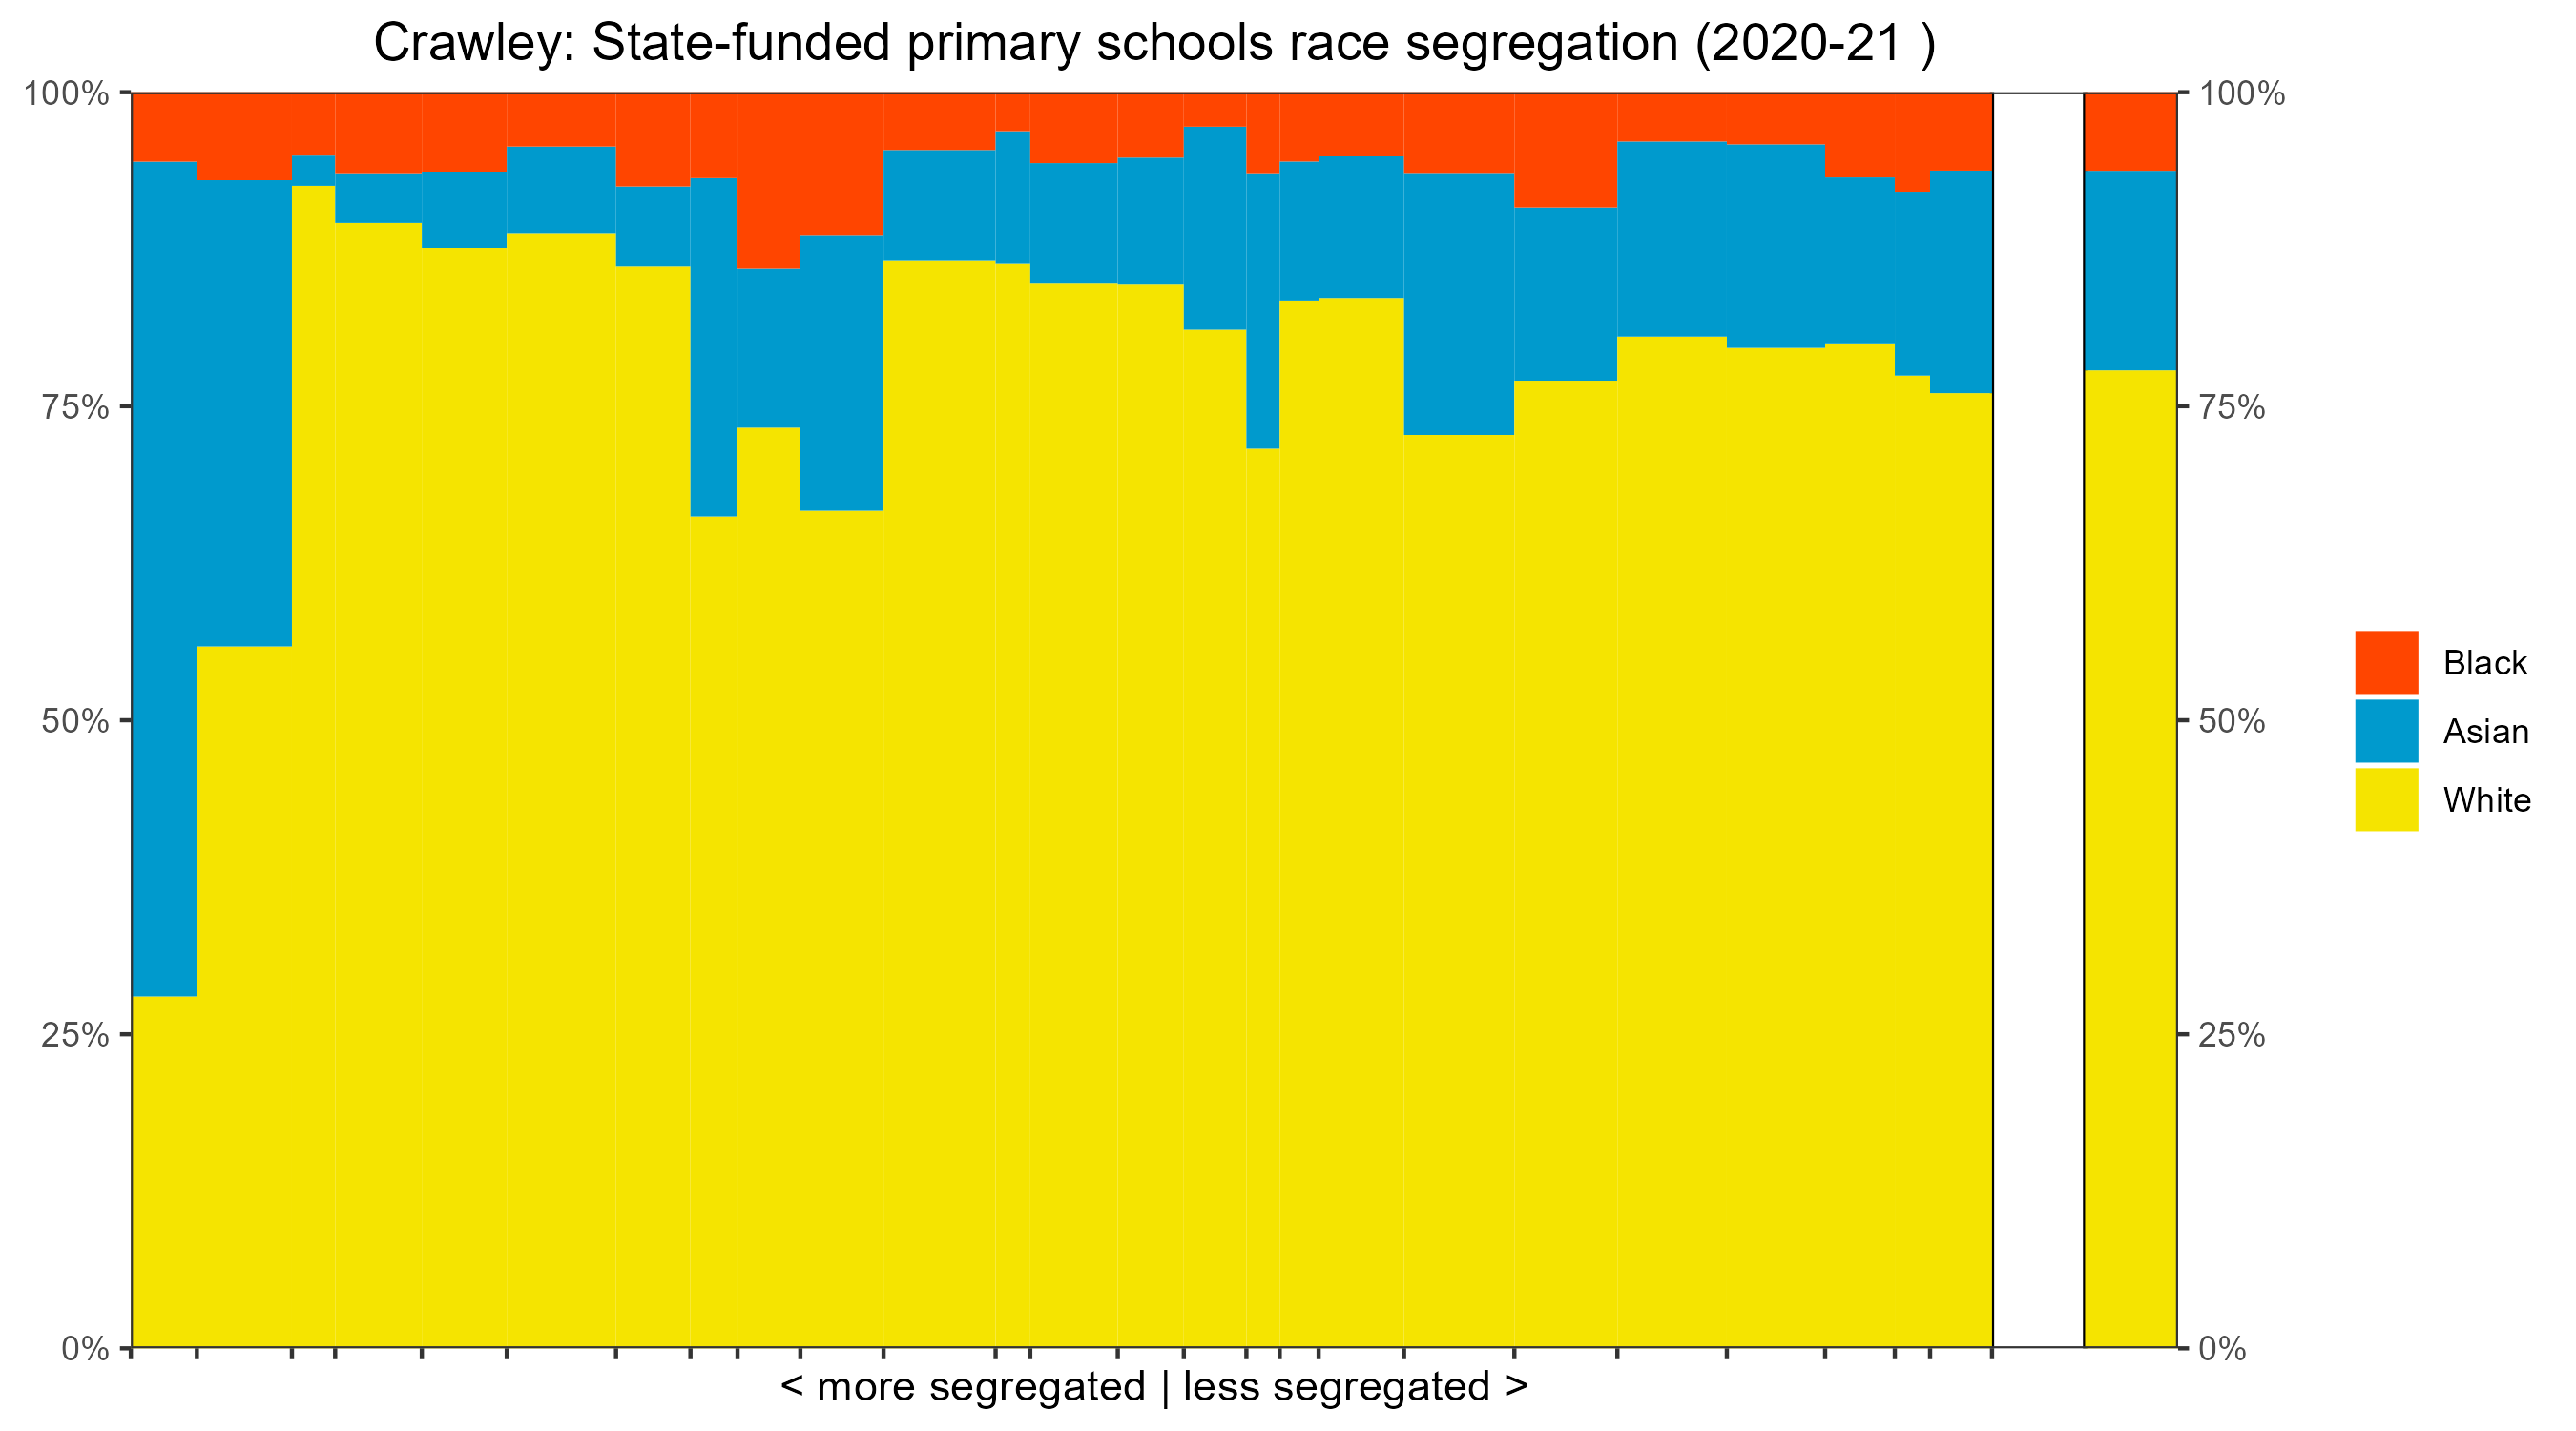 Crawley: State-funded primary schools race segregation (2020-21 )
100%
75%
50%
25%
0%
100%
75%
50%
25%
0%
Black
Asian
White
< more segregated | less segregated >